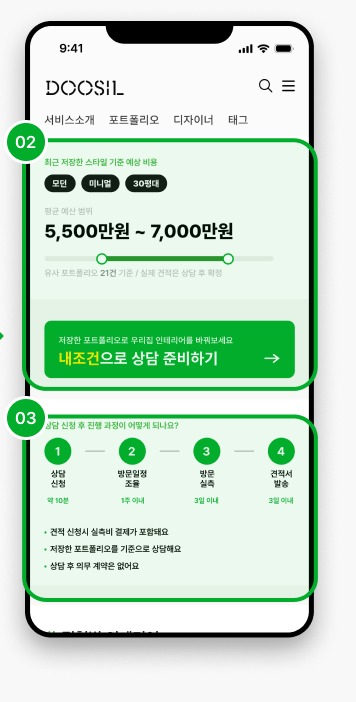 9:41
DOOSIL
서비스소개 포트폴리오 디자이너 태그
02
최근 저장한 스타일 기준 예상 비용
모던 미니멀 30평대
평균 예산 범위
5,500만원 ~ 7,000만원
유사 포트폴리오 21건 기준 / 실제 견적은 상담 후 확정
저장한 포트폴리오로 우리집 인테리어를 바꿔보세요
내조건으로 상담 준비하기
03
상담 신청 후 진행 과정이 어떻게 되나요?
1 2 3 4
상담 신청
방문일정 조율
방문 실측
견적서 발송
약 10분 1주 이내 3일 이내 3일 이내
• 견적 신청시 실측비 결제가 포함돼요
• 저장한 포트폴리오를 기준으로 상담해요
• 상담 후 의무 계약은 없어요